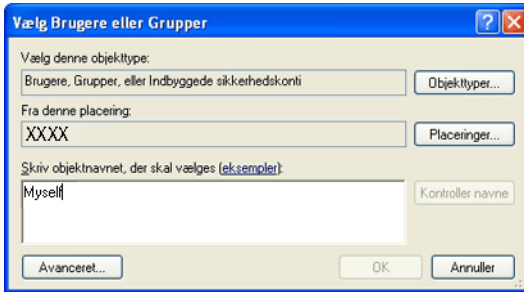 Vælg Brugere eller Grupper
Vælg denne objekttype:
Brugere, Grupper, eller Indbyggede sikkerhedskonti
Objekttyper...
Fra denne placering:
XXXX
Placeringer...
Skriv objektnavnet, der skal vælges (eksempler):
Myself
Kontroller navne
Avanceret...
OK
Annuller